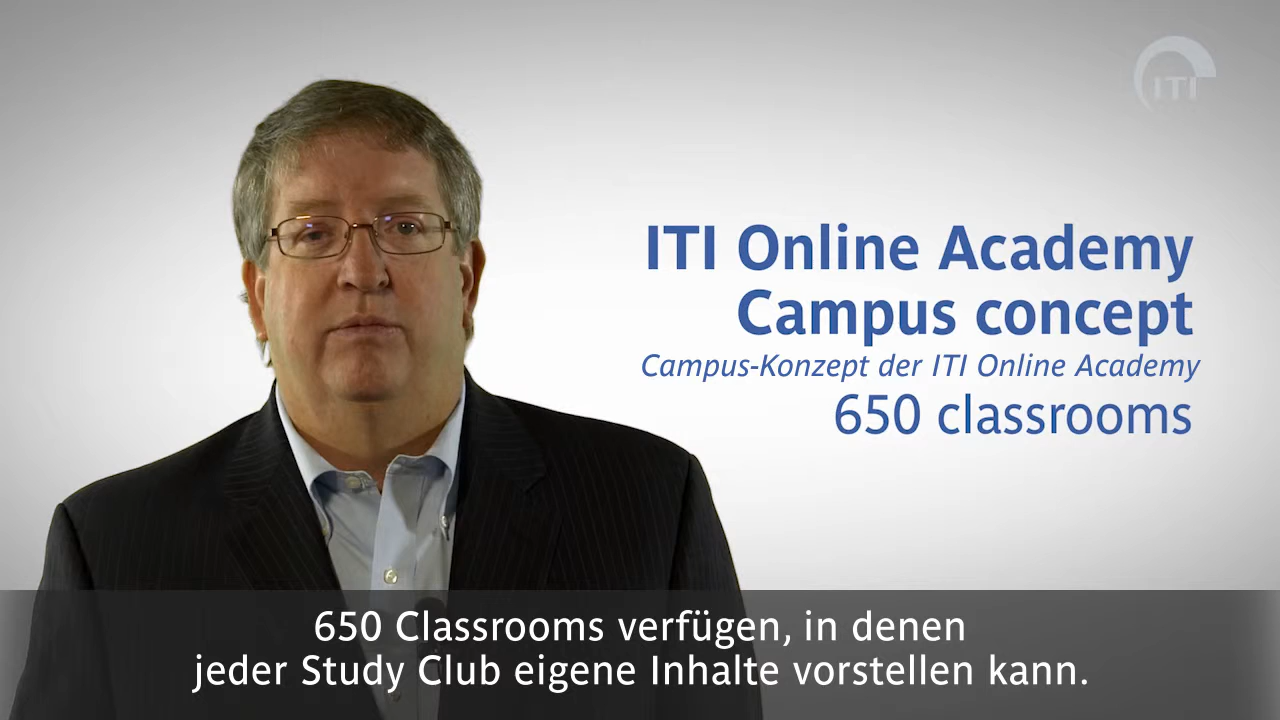 ITI
ITI Online Academy
Campus concept
Campus-Konzept der ITI Online Academy
650 classrooms
650 Classrooms verfügen, in denen
jeder Study Club eigene Inhalte vorstellen kann.